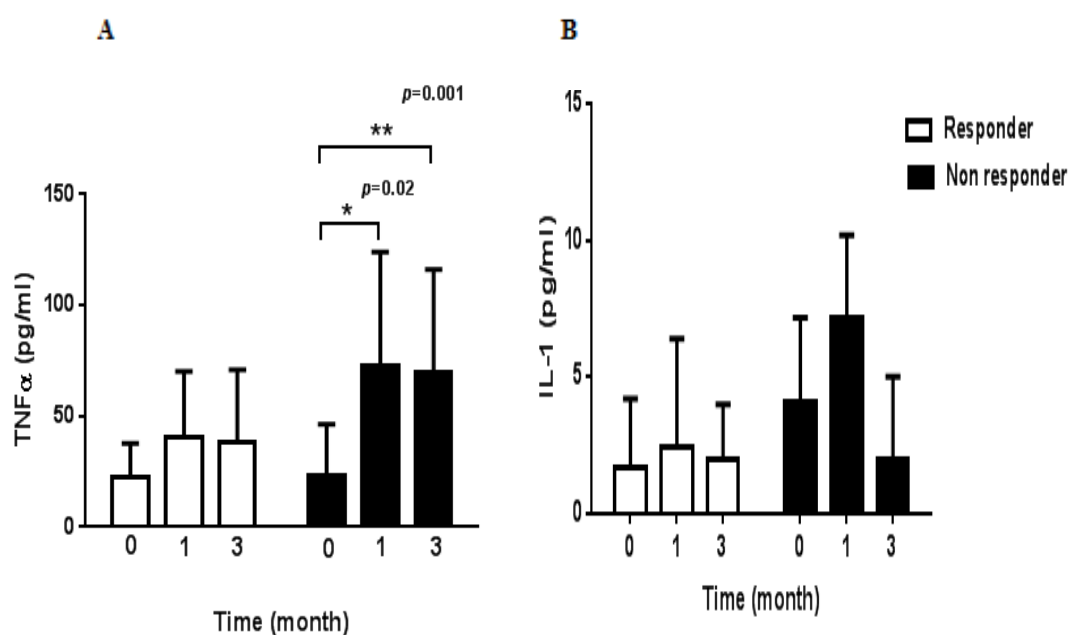 A
p=0.001
**
p=0.02
*
150
100
50
0
TNFα (pg/ml)
0 1 3 0 1 3
Time (month)
B
15
10
5
0
IL-1 (pg/ml)
0 1 3 0 1 3
Time (month)
Responder
Non responder